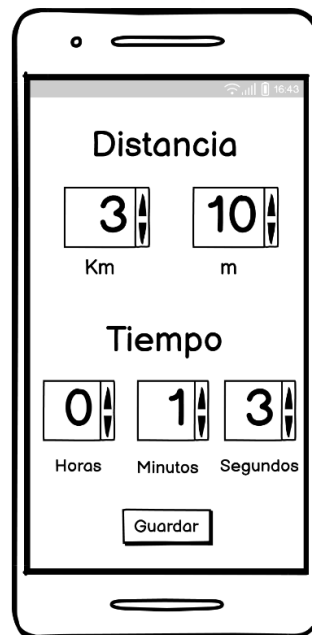 16:43
Distancia
3 10
Km m
Tiempo
0 1 3
Horas Minutos Segundos
Guardar